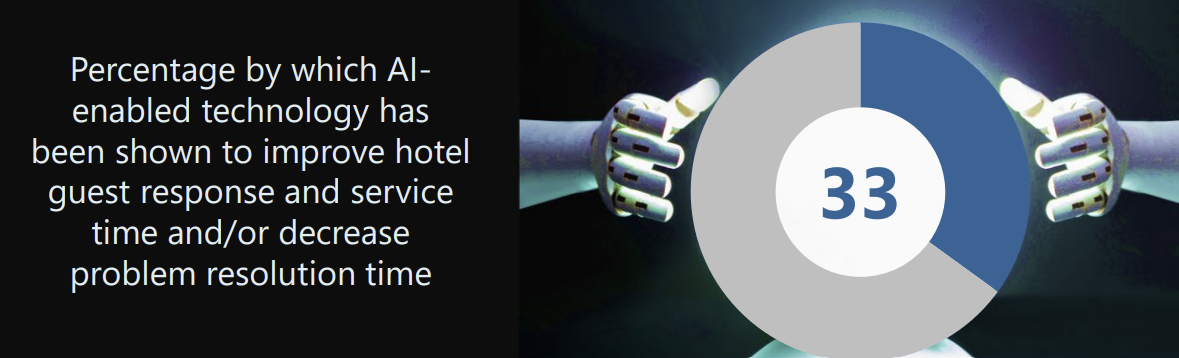 Percentage by which AI-
enabled technology has
been shown to improve hotel
guest response and service
time and/or decrease
problem resolution time
33